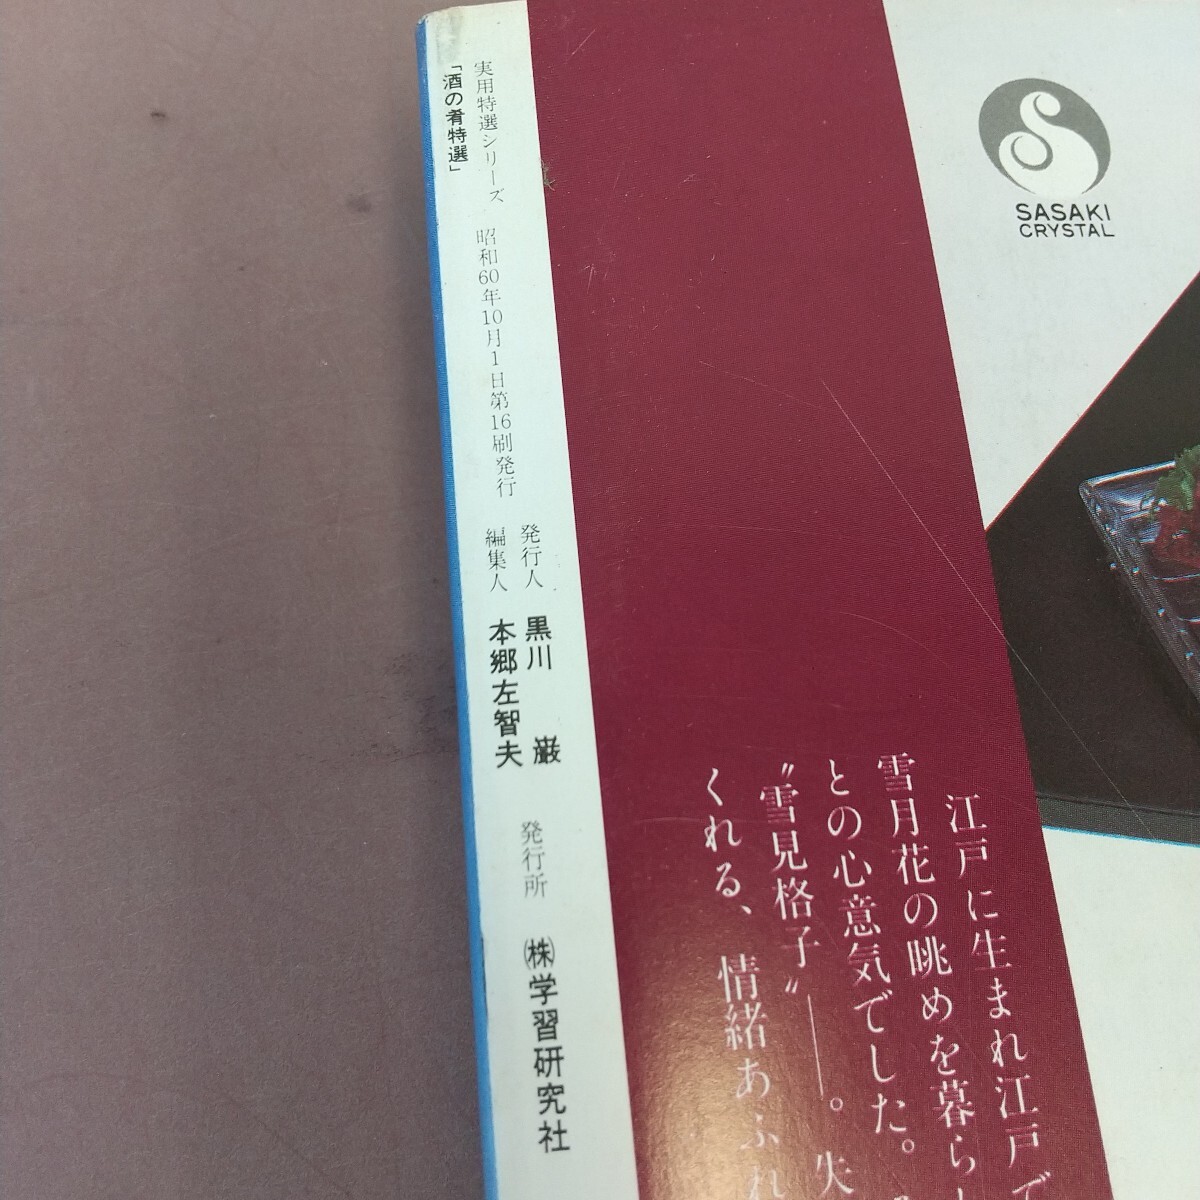 実用特選シリーズ
「酒の肴特選」
昭和60年10月1日第16刷発行
発行人 黒川 巌
編集人 本郷左智夫
発行所 ㈱学習研究社
SASAKI
CRYSTAL
江戸に生まれ江戸で
雪月花の眺めを暮らし
との心意気でした。
〝雪見格子〟——。失
くれる、情緒あふれ